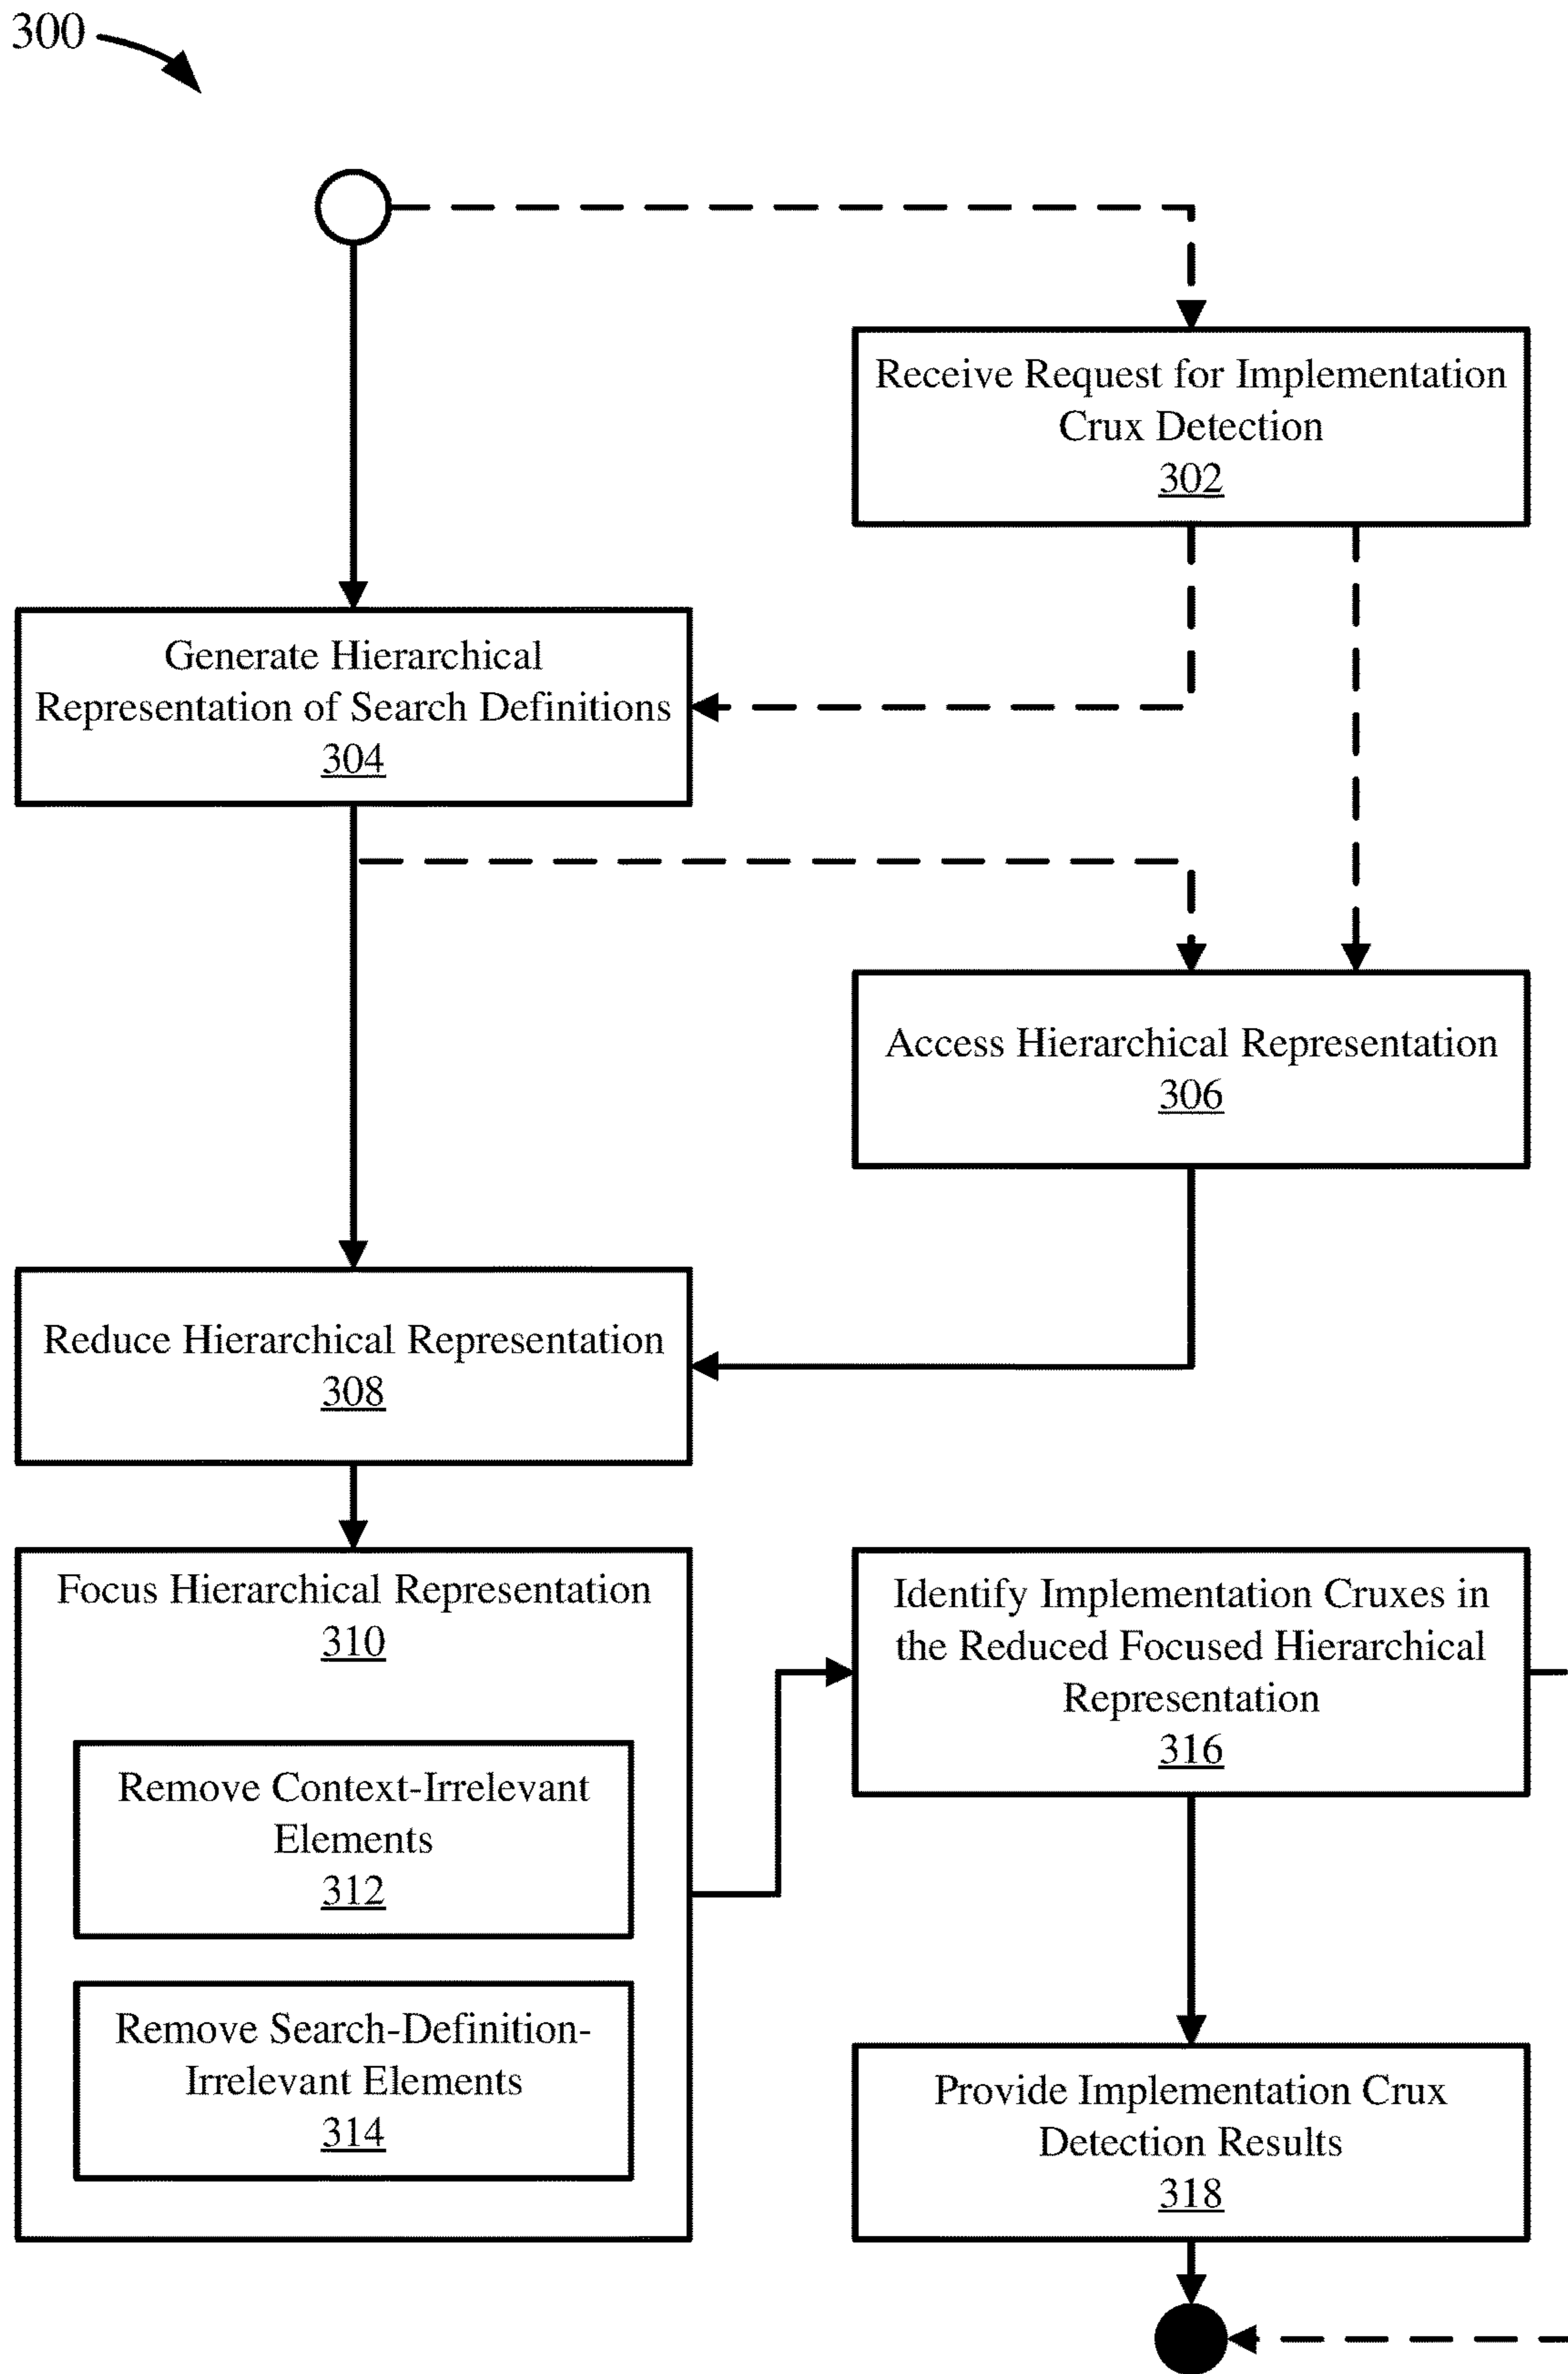 300
Receive Request for Implementation
Crux Detection
302
Generate Hierarchical
Representation of Search Definitions
304
Access Hierarchical Representation
306
Reduce Hierarchical Representation
308
Focus Hierarchical Representation
310
Remove Context-Irrelevant
Elements
312
Remove Search-Definition-
Irrelevant Elements
314
Identify Implementation Cruxes in
the Reduced Focused Hierarchical
Representation
316
Provide Implementation Crux
Detection Results
318